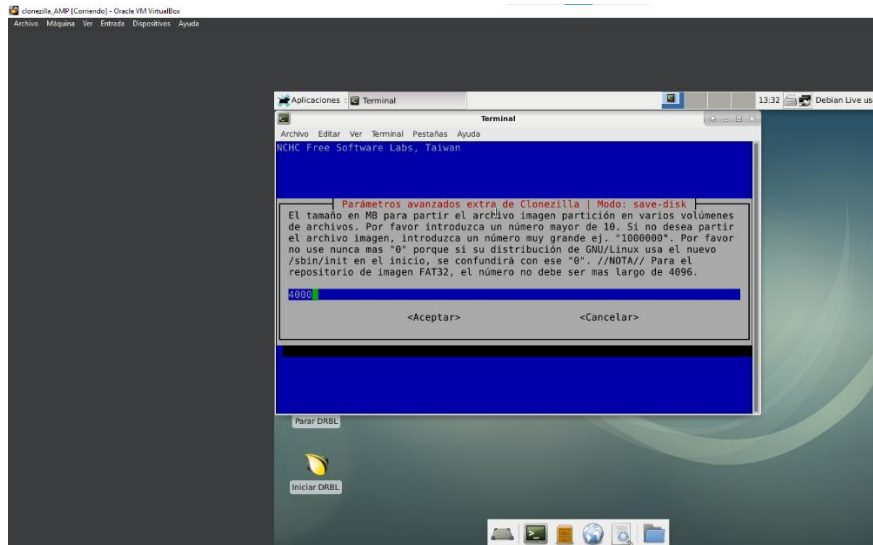 clonezilla_AMP [Corriendo] - Oracle VM VirtualBox
Archivo Máquina Ver Entrada Dispositivos Ayuda
Aplicaciones : Terminal 13:32 Debian Live us
Terminal
Archivo Editar Ver Terminal Pestañas Ayuda
NCHC Free Software Labs, Taiwan
Parámetros avanzados extra de Clonezilla | Modo: save-disk
El tamaño en MB para partir el archivo imagen partición en varios volúmenes
de archivos. Por favor introduzca un número mayor de 10. Si no desea partir
el archivo imagen, introduzca un número muy grande ej. "1000000". Por favor
no use nunca mas "0" porque si su distribución de GNU/Linux usa el nuevo
/sbin/init en el inicio, se confundirá con ese "0". //NOTA// Para el
repositorio de imagen FAT32, el número no debe ser mas largo de 4096.
4000
<Aceptar> <Cancelar>
Parar DRBL
Iniciar DRBL